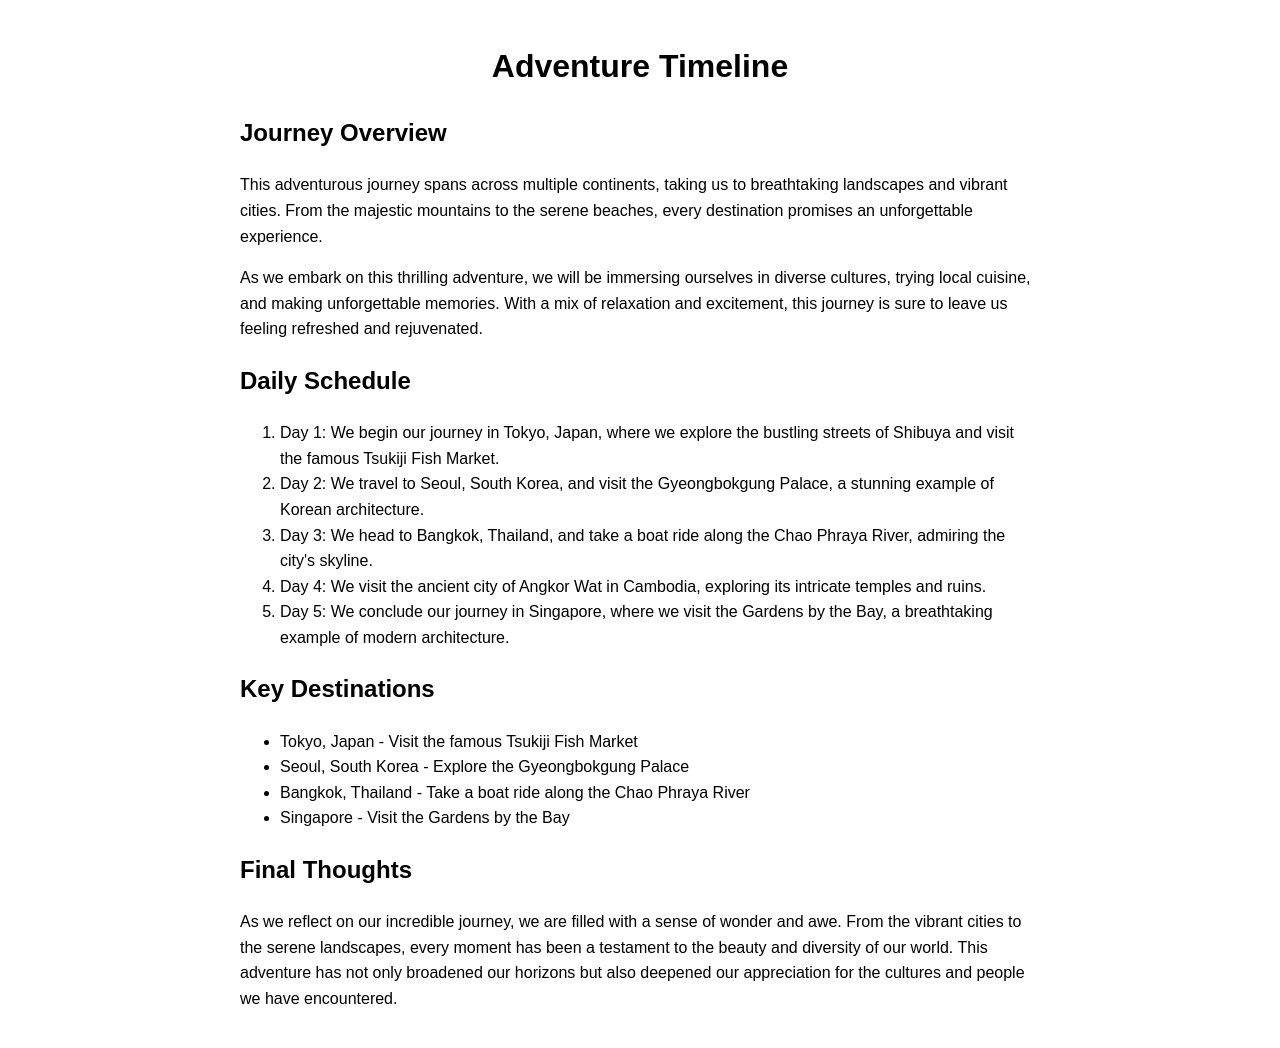 Adventure Timeline
Journey Overview
This adventurous journey spans across multiple continents, taking us to breathtaking landscapes and vibrant
cities. From the majestic mountains to the serene beaches, every destination promises an unforgettable
experience.
As we embark on this thrilling adventure, we will be immersing ourselves in diverse cultures, trying local cuisine,
and making unforgettable memories. With a mix of relaxation and excitement, this journey is sure to leave us
feeling refreshed and rejuvenated.
Daily Schedule
1. Day 1: We begin our journey in Tokyo, Japan, where we explore the bustling streets of Shibuya and visit
the famous Tsukiji Fish Market.
2. Day 2: We travel to Seoul, South Korea, and visit the Gyeongbokgung Palace, a stunning example of
Korean architecture.
3. Day 3: We head to Bangkok, Thailand, and take a boat ride along the Chao Phraya River, admiring the
city's skyline.
4. Day 4: We visit the ancient city of Angkor Wat in Cambodia, exploring its intricate temples and ruins.
5. Day 5: We conclude our journey in Singapore, where we visit the Gardens by the Bay, a breathtaking
example of modern architecture.
Key Destinations
• Tokyo, Japan - Visit the famous Tsukiji Fish Market
• Seoul, South Korea - Explore the Gyeongbokgung Palace
• Bangkok, Thailand - Take a boat ride along the Chao Phraya River
• Singapore - Visit the Gardens by the Bay
Final Thoughts
As we reflect on our incredible journey, we are filled with a sense of wonder and awe. From the vibrant cities to
the serene landscapes, every moment has been a testament to the beauty and diversity of our world. This
adventure has not only broadened our horizons but also deepened our appreciation for the cultures and people
we have encountered.